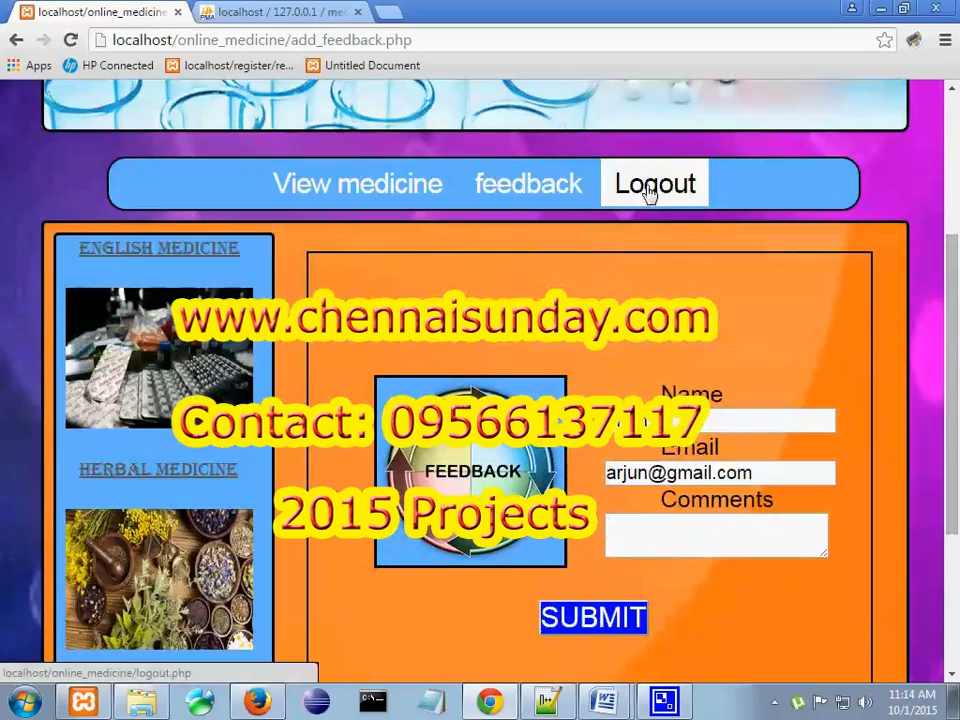 localhost/online_medicine
localhost / 127.0.0.1 / me
localhost/online_medicine/add_feedback.php
Apps
HP Connected
localhost/register/re...
Untitled Document
View medicine
feedback
Logout
ENGLISH MEDICINE
www.chennaisunday.com
Name
Contact: 09566137117
Email
FEEDBACK
arjun@gmail.com
HERBAL MEDICINE
Comments
2015 Projects
SUBMIT
localhost/online_medicine/logout.php
11:14 AM
10/1/2015